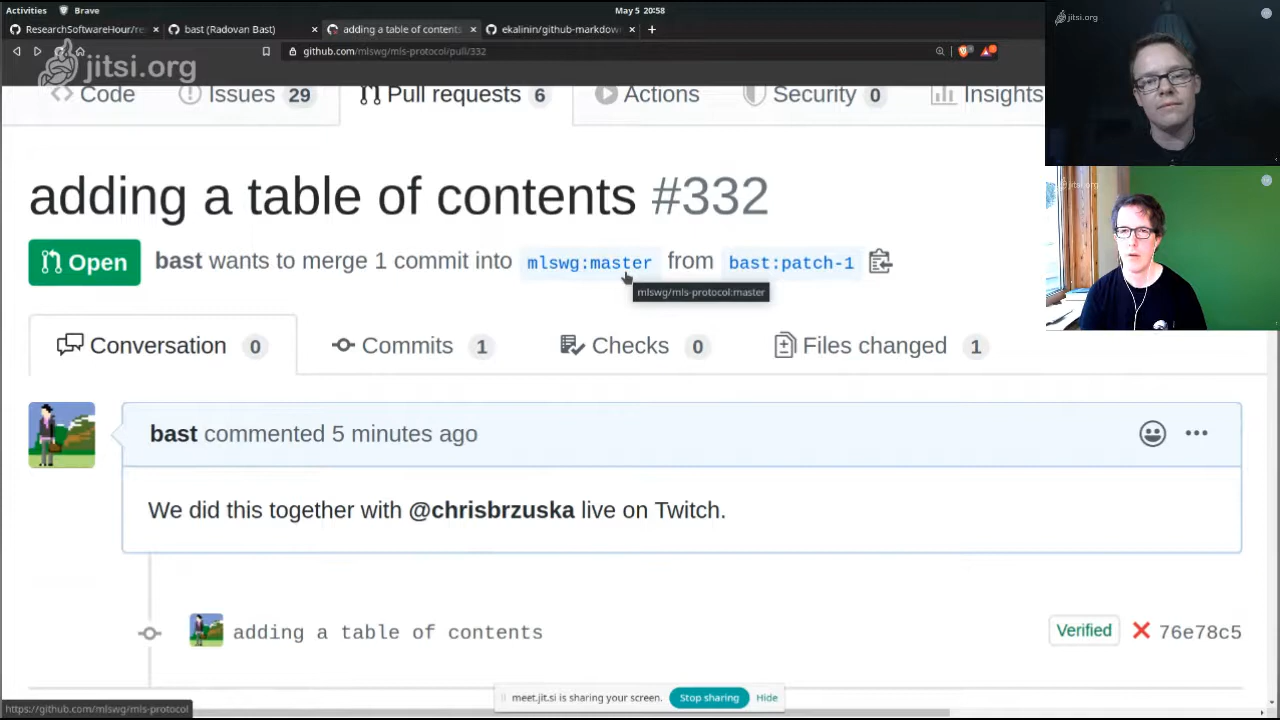 Activities Brave May 5 20:58
ResearchSoftwareHour/re × bast (Radovan Bast) × adding a table of contents × ekalinin/github-markdow × +
github.com/mlswg/mls-protocol/pull/332
jitsi.org
jitsi.org
jitsi.org
Code Issues 29 Pull requests 6 Actions Security 0 Insights
adding a table of contents #332
Open bast wants to merge 1 commit into mlswg:master from bast:patch-1
mlswg/mls-protocol:master
Conversation 0 Commits 1 Checks 0 Files changed 1
bast commented 5 minutes ago
We did this together with @chrisbrzuska live on Twitch.
adding a table of contents Verified 76e78c5
meet.jit.si is sharing your screen. Stop sharing Hide
https://github.com/mlswg/mls-protocol